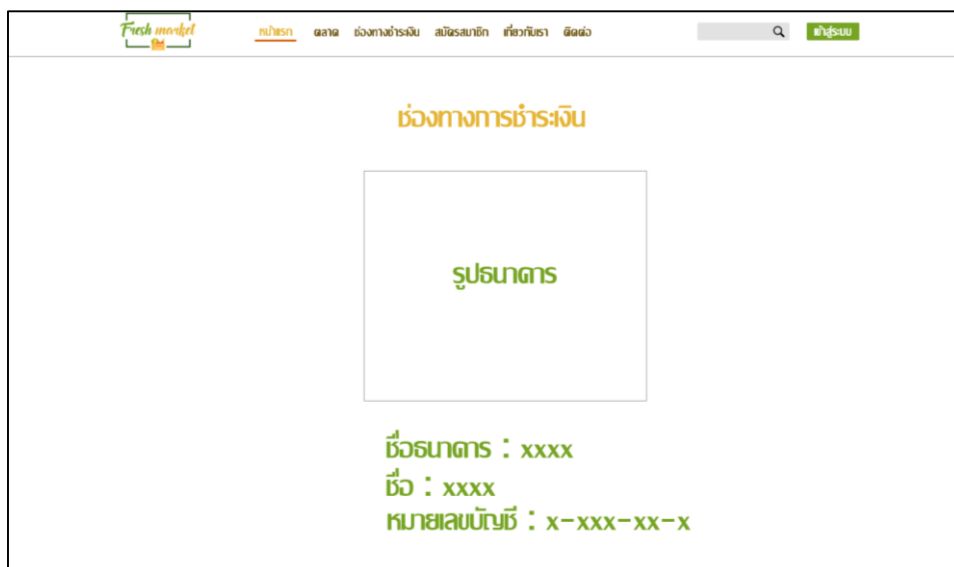 Fresh market
หน้าแรก ตลาด ช่องทางชำระเงิน สมัครสมาชิก เกี่ยวกับเรา ติดต่อ เข้าสู่ระบบ
ช่องทางการชำระเงิน
รูปธนาคาร
ชื่อธนาคาร : xxxx
ชื่อ : xxxx
หมายเลขบัญชี : x-xxx-xx-x